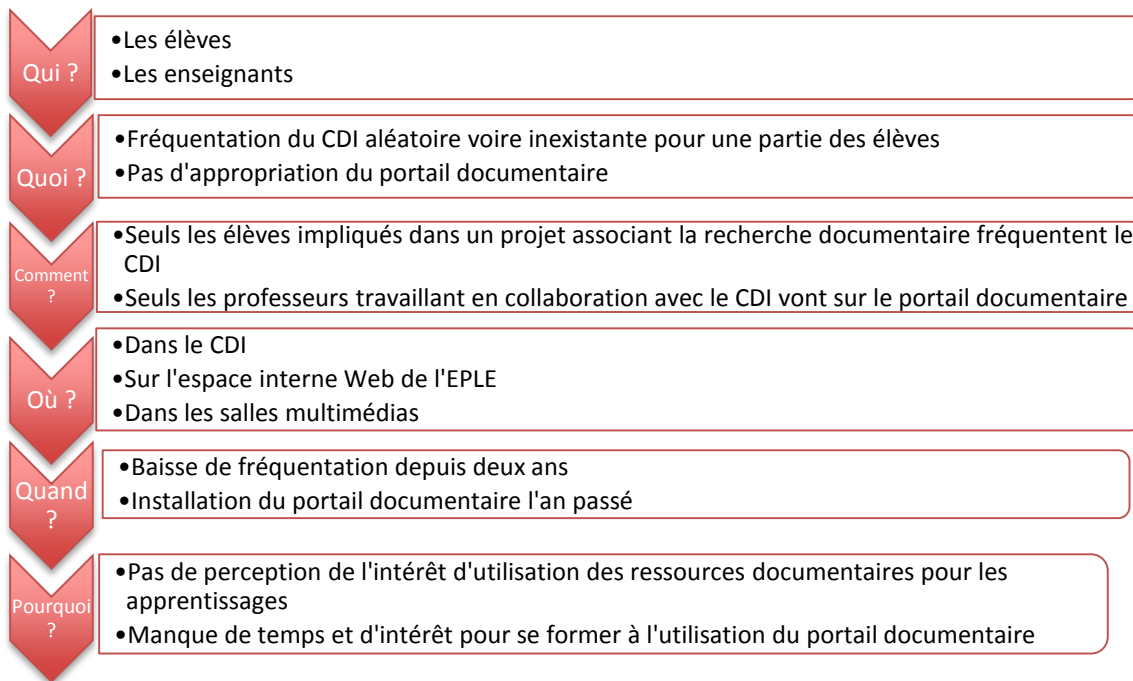 Qui ?
•Les élèves
•Les enseignants
Quoi ?
•Fréquentation du CDI aléatoire voire inexistante pour une partie des élèves
•Pas d'appropriation du portail documentaire
Comment
?
•Seuls les élèves impliqués dans un projet associant la recherche documentaire fréquentent le
CDI
•Seuls les professeurs travaillant en collaboration avec le CDI vont sur le portail documentaire
Où ?
•Dans le CDI
•Sur l'espace interne Web de l'EPLE
•Dans les salles multimédias
Quand
?
•Baisse de fréquentation depuis deux ans
•Installation du portail documentaire l'an passé
Pourquoi
?
•Pas de perception de l'intérêt d'utilisation des ressources documentaires pour les
apprentissages
•Manque de temps et d'intérêt pour se former à l'utilisation du portail documentaire